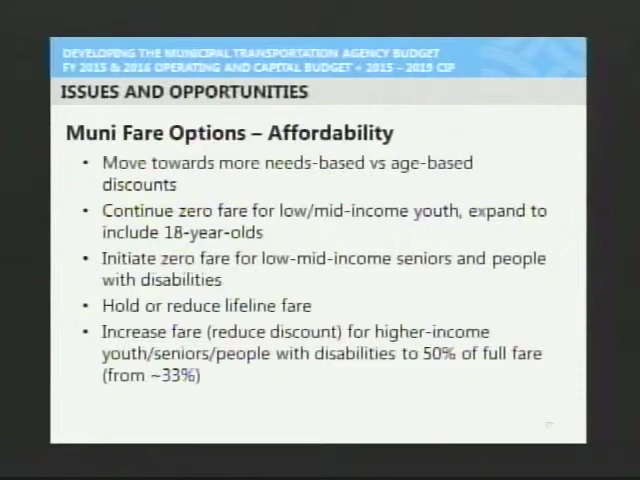 DEVELOPING THE MUNICIPAL TRANSPORTATION AGENCY BUDGET
FY 2015 & 2016 OPERATING AND CAPITAL BUDGET • 2015 – 2019 CIP
ISSUES AND OPPORTUNITIES
Muni Fare Options – Affordability
• Move towards more needs-based vs age-based
discounts
• Continue zero fare for low/mid-income youth, expand to
include 18-year-olds
• Initiate zero fare for low-mid-income seniors and people
with disabilities
• Hold or reduce lifeline fare
• Increase fare (reduce discount) for higher-income
youth/seniors/people with disabilities to 50% of full fare
(from ~33%)